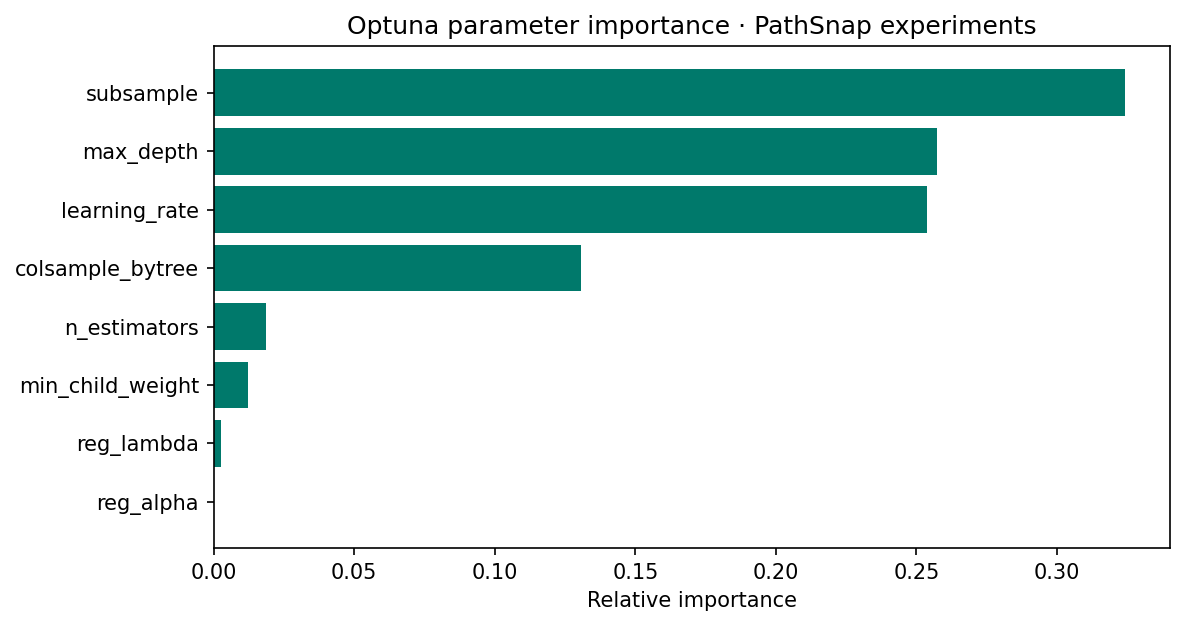 Optuna parameter importance · PathSnap experiments
subsample
max_depth
learning_rate
colsample_bytree
n_estimators
min_child_weight
reg_lambda
reg_alpha
0.00 0.05 0.10 0.15 0.20 0.25 0.30
Relative importance